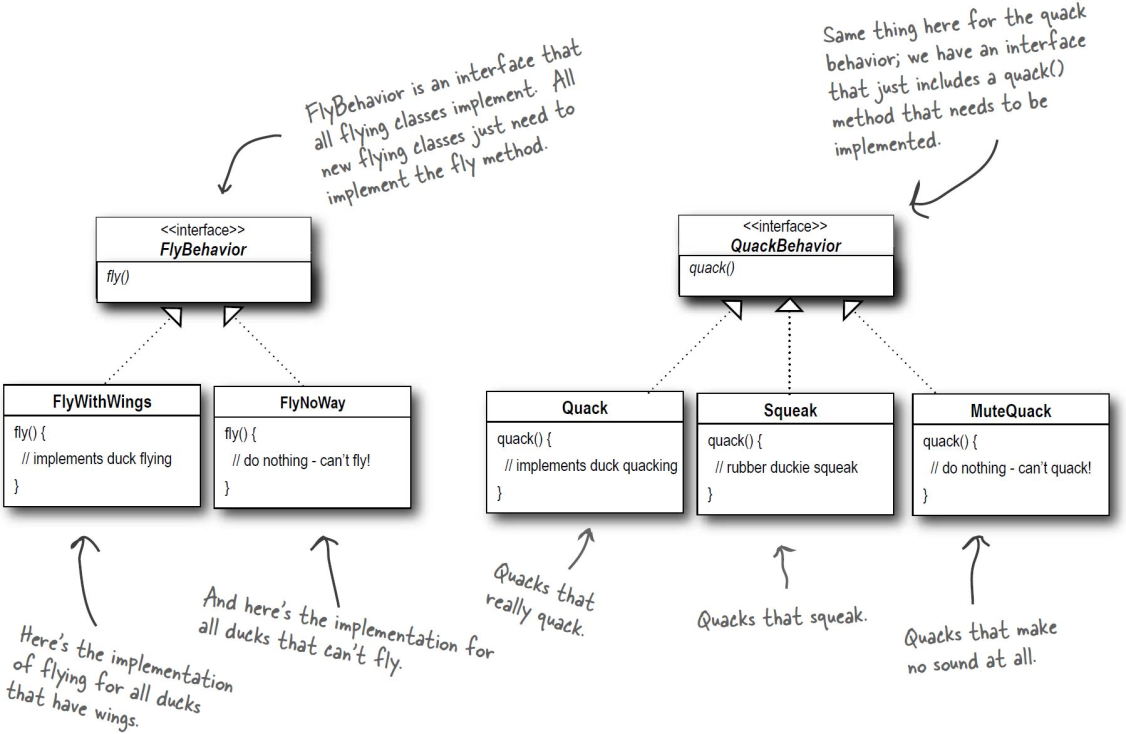 FlyBehavior is an interface that
all flying classes implement. All
new flying classes just need to
implement the fly method.
Same thing here for the quack
behavior; we have an interface
that just includes a quack()
method that needs to be
implemented.
<<interface>>
FlyBehavior
fly()
<<interface>>
QuackBehavior
quack()
FlyWithWings
fly() {
// implements duck flying
}
FlyNoWay
fly() {
// do nothing - can't fly!
}
Quack
quack() {
// implements duck quacking
}
Squeak
quack() {
// rubber duckie squeak
}
MuteQuack
quack() {
// do nothing - can't quack!
}
Here's the implementation
of flying for all ducks
that have wings.
And here's the implementation for
all ducks that can't fly.
Quacks that
really quack.
Quacks that squeak.
Quacks that make
no sound at all.